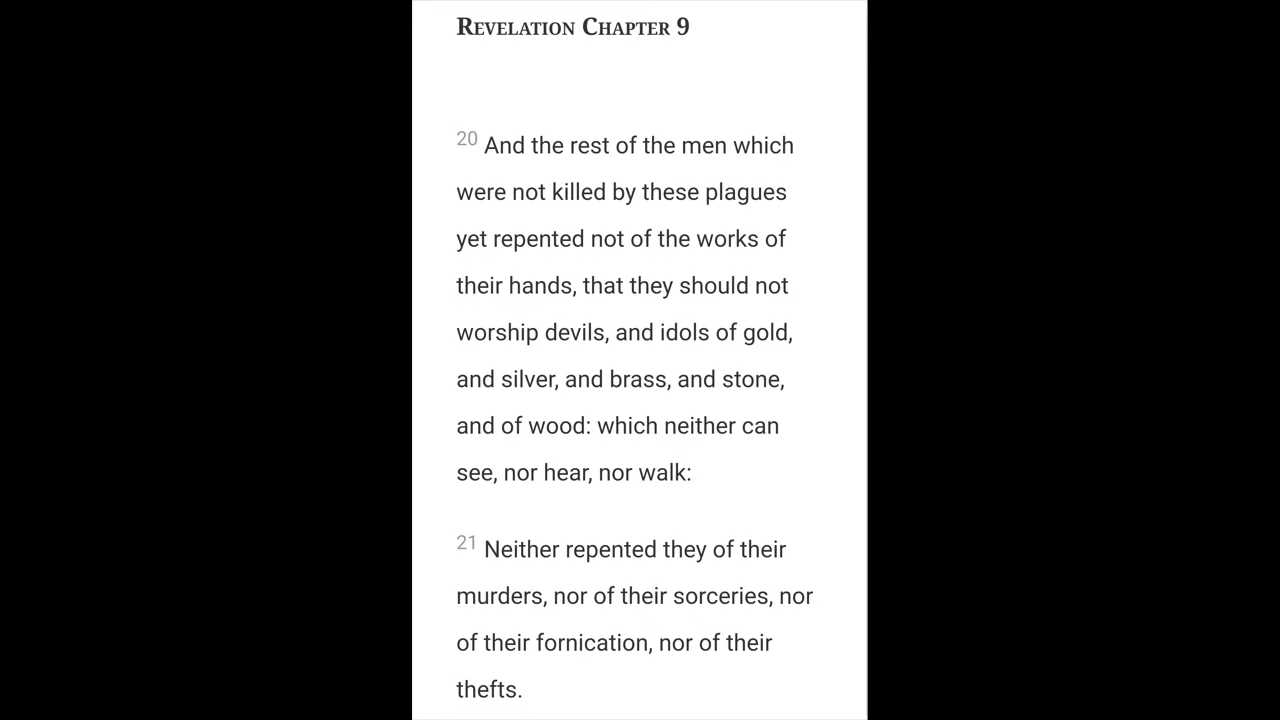 Revelation Chapter 9
20 And the rest of the men which
were not killed by these plagues
yet repented not of the works of
their hands, that they should not
worship devils, and idols of gold,
and silver, and brass, and stone,
and of wood: which neither can
see, nor hear, nor walk:
21 Neither repented they of their
murders, nor of their sorceries, nor
of their fornication, nor of their
thefts.